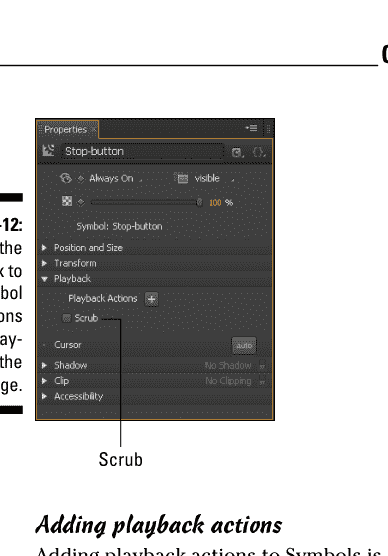 Properties
Stop-button
Always On
visible
100 %
Symbol: Stop-button
Position and Size
Transform
Playback
Playback Actions +
Scrub
Cursor auto
Shadow No Shadow
Clip No Clipping
Accessibility
-12:
the
k to
bol
ons
ay-
the
ge.
Scrub
Adding playback actions
Adding playback actions to Symbols is